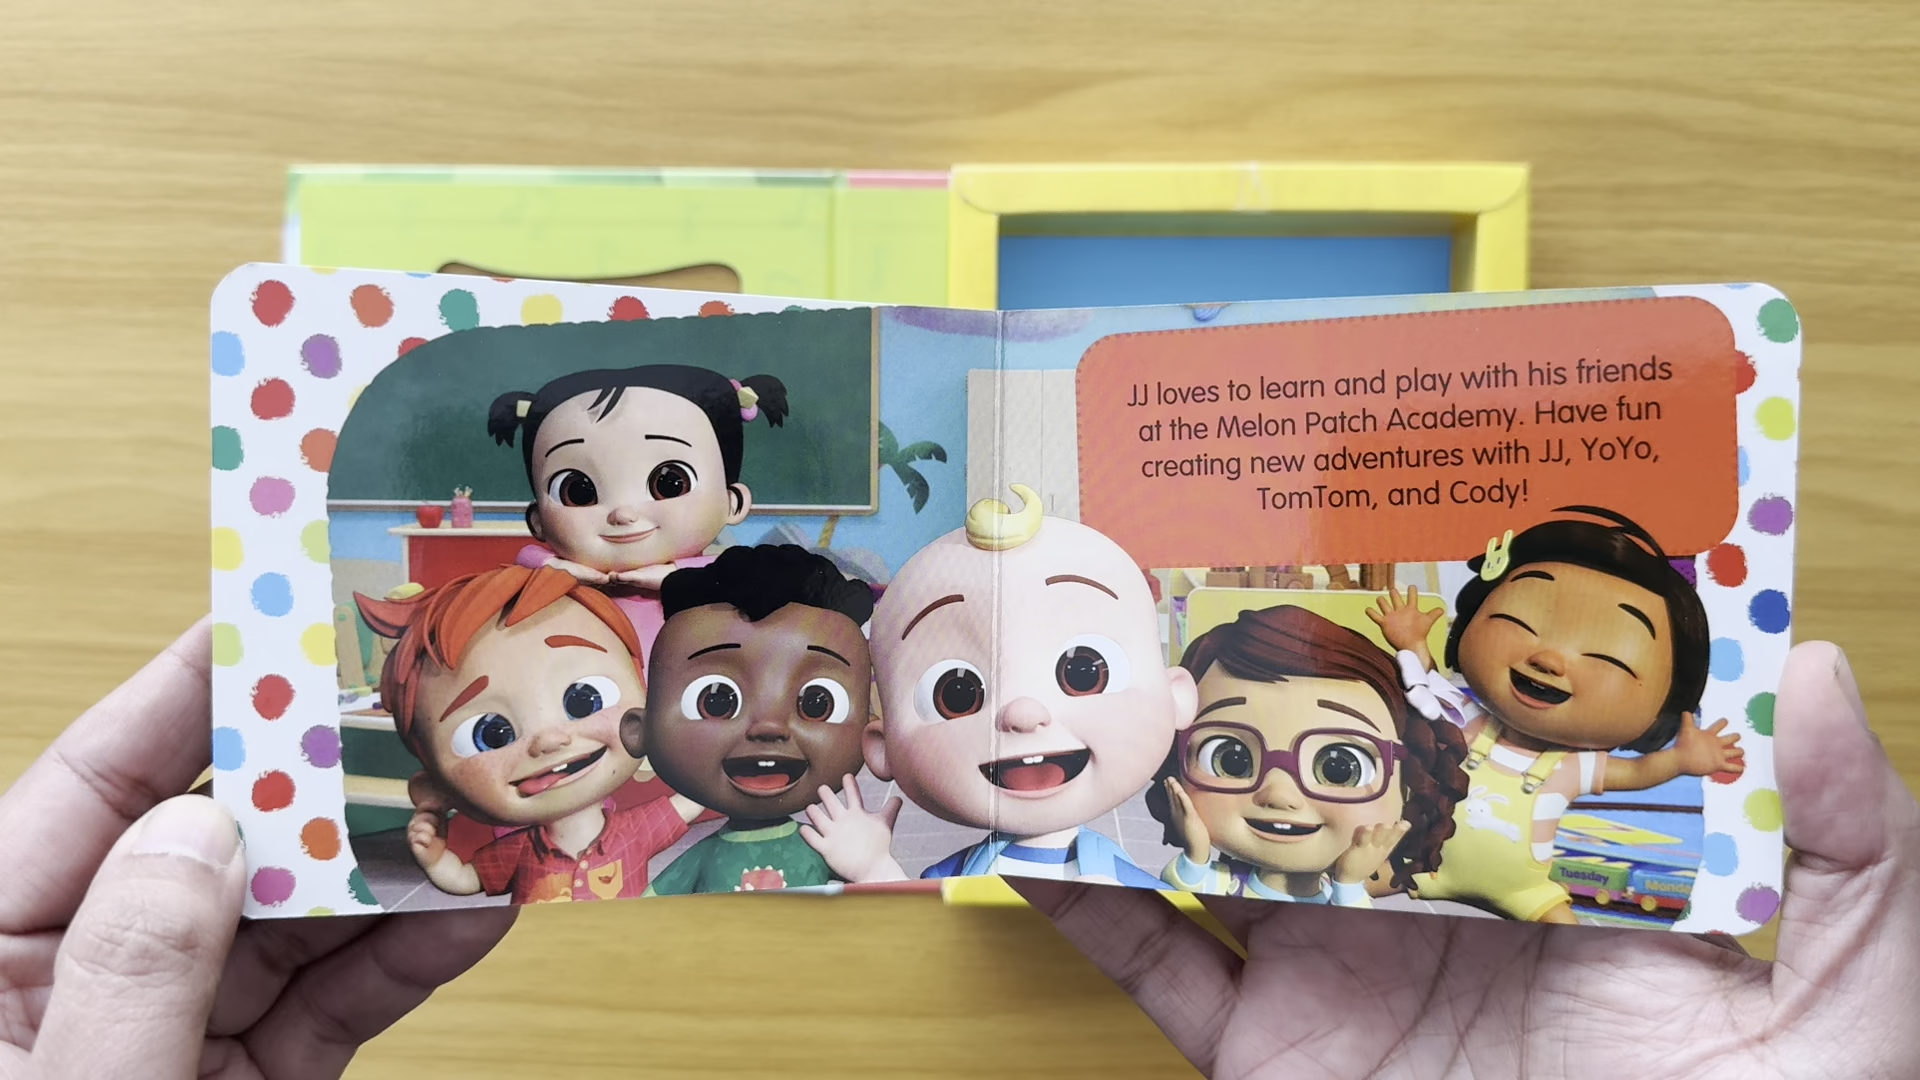 JJ loves to learn and play with his friends
at the Melon Patch Academy. Have fun
creating new adventures with JJ, YoYo,
TomTom, and Cody!
Tuesday
Monda